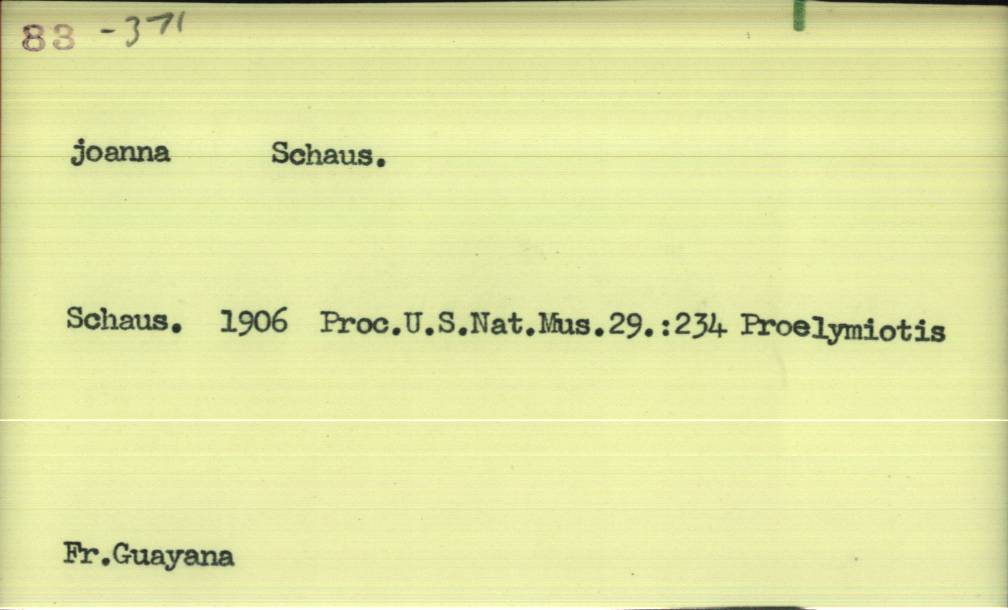 83 -371
joanna Schaus.
Schaus. 1906 Proc.U.S.Nat.Mus.29.:234 Proelymiotis
Fr.Guayana